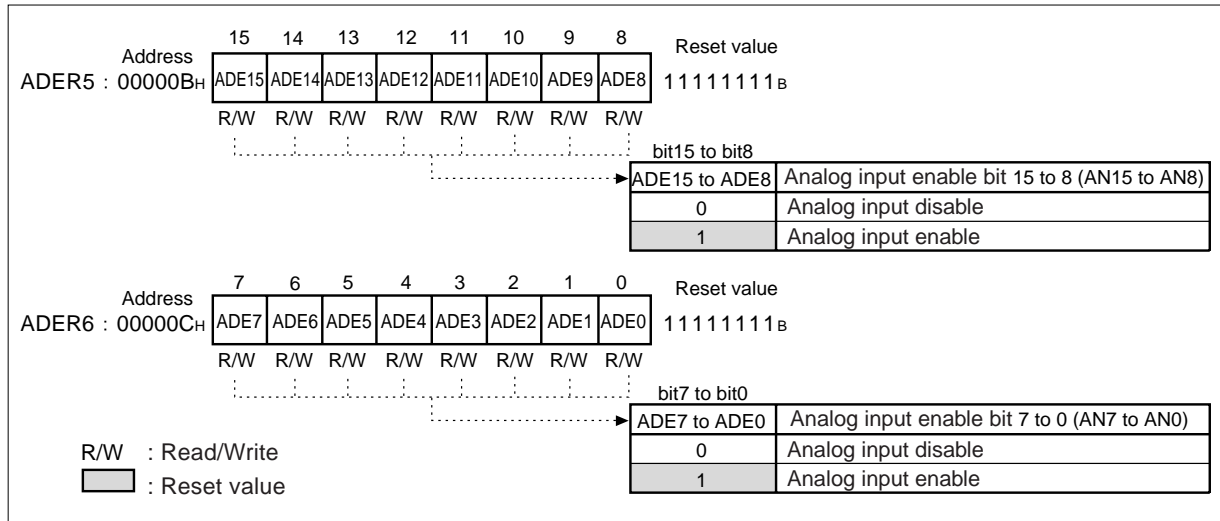 15 14 13 12 11 10 9 8
Address Reset value
ADER5 : 00000BH ADE15 ADE14 ADE13 ADE12 ADE11 ADE10 ADE9 ADE8 11111111B
R/W R/W R/W R/W R/W R/W R/W R/W
bit15 to bit8
ADE15 to ADE8 Analog input enable bit 15 to 8 (AN15 to AN8)
0 Analog input disable
1 Analog input enable
7 6 5 4 3 2 1 0
Address Reset value
ADER6 : 00000CH ADE7 ADE6 ADE5 ADE4 ADE3 ADE2 ADE1 ADE0 11111111B
R/W R/W R/W R/W R/W R/W R/W R/W
bit7 to bit0
ADE7 to ADE0 Analog input enable bit 7 to 0 (AN7 to AN0)
0 Analog input disable
1 Analog input enable
R/W : Read/Write
: Reset value